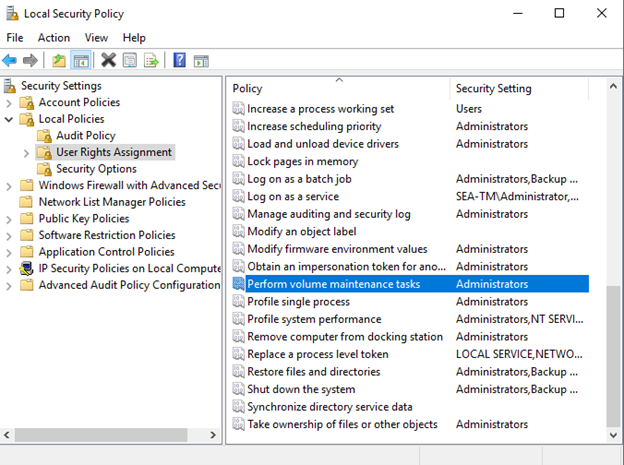 Local Security Policy
File Action View Help
Security Settings
Account Policies
Local Policies
Audit Policy
User Rights Assignment
Security Options
Windows Firewall with Advanced Secu
Network List Manager Policies
Public Key Policies
Software Restriction Policies
Application Control Policies
IP Security Policies on Local Compute
Advanced Audit Policy Configuration
Policy Security Setting
Increase a process working set Users
Increase scheduling priority Administrators
Load and unload device drivers Administrators
Lock pages in memory
Log on as a batch job Administrators,Backup ...
Log on as a service SEA-TM\Administrator,...
Manage auditing and security log Administrators
Modify an object label
Modify firmware environment values Administrators
Obtain an impersonation token for ano... Administrators
Perform volume maintenance tasks Administrators
Profile single process Administrators
Profile system performance Administrators,NT SERVI...
Remove computer from docking station Administrators
Replace a process level token LOCAL SERVICE,NETWO...
Restore files and directories Administrators,Backup ...
Shut down the system Administrators,Backup ...
Synchronize directory service data
Take ownership of files or other objects Administrators